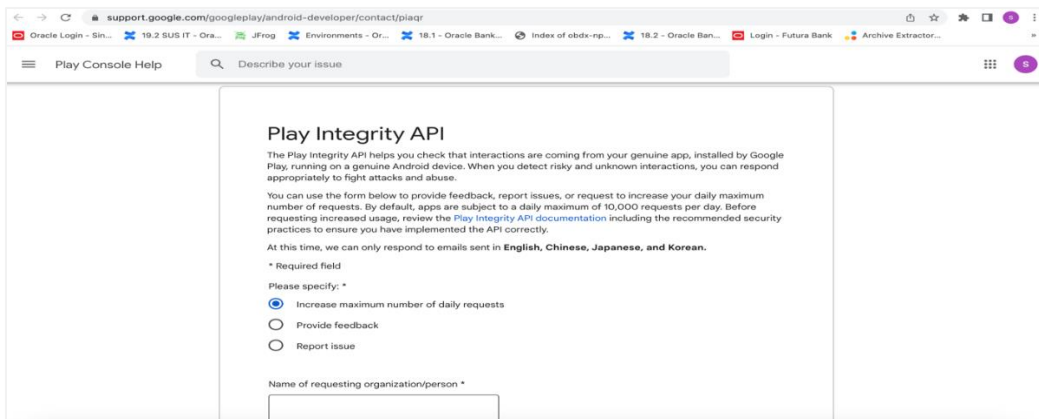 support.google.com/googleplay/android-developer/contact/piaqr
Oracle Login - Sin... 19.2 SUS IT - Ora... JFrog Environments - Or... 18.1 - Oracle Bank... Index of obdx-np... 18.2 - Oracle Ban... Login - Futura Bank Archive Extractor... »
Play Console Help Describe your issue S
Play Integrity API
The Play Integrity API helps you check that interactions are coming from your genuine app, installed by Google
Play, running on a genuine Android device. When you detect risky and unknown interactions, you can respond
appropriately to fight attacks and abuse.
You can use the form below to provide feedback, report issues, or request to increase your daily maximum
number of requests. By default, apps are subject to a daily maximum of 10,000 requests per day. Before
requesting increased usage, review the Play Integrity API documentation including the recommended security
practices to ensure you have implemented the API correctly.
At this time, we can only respond to emails sent in English, Chinese, Japanese, and Korean.
* Required field
Please specify: *
Increase maximum number of daily requests
Provide feedback
Report issue
Name of requesting organization/person *